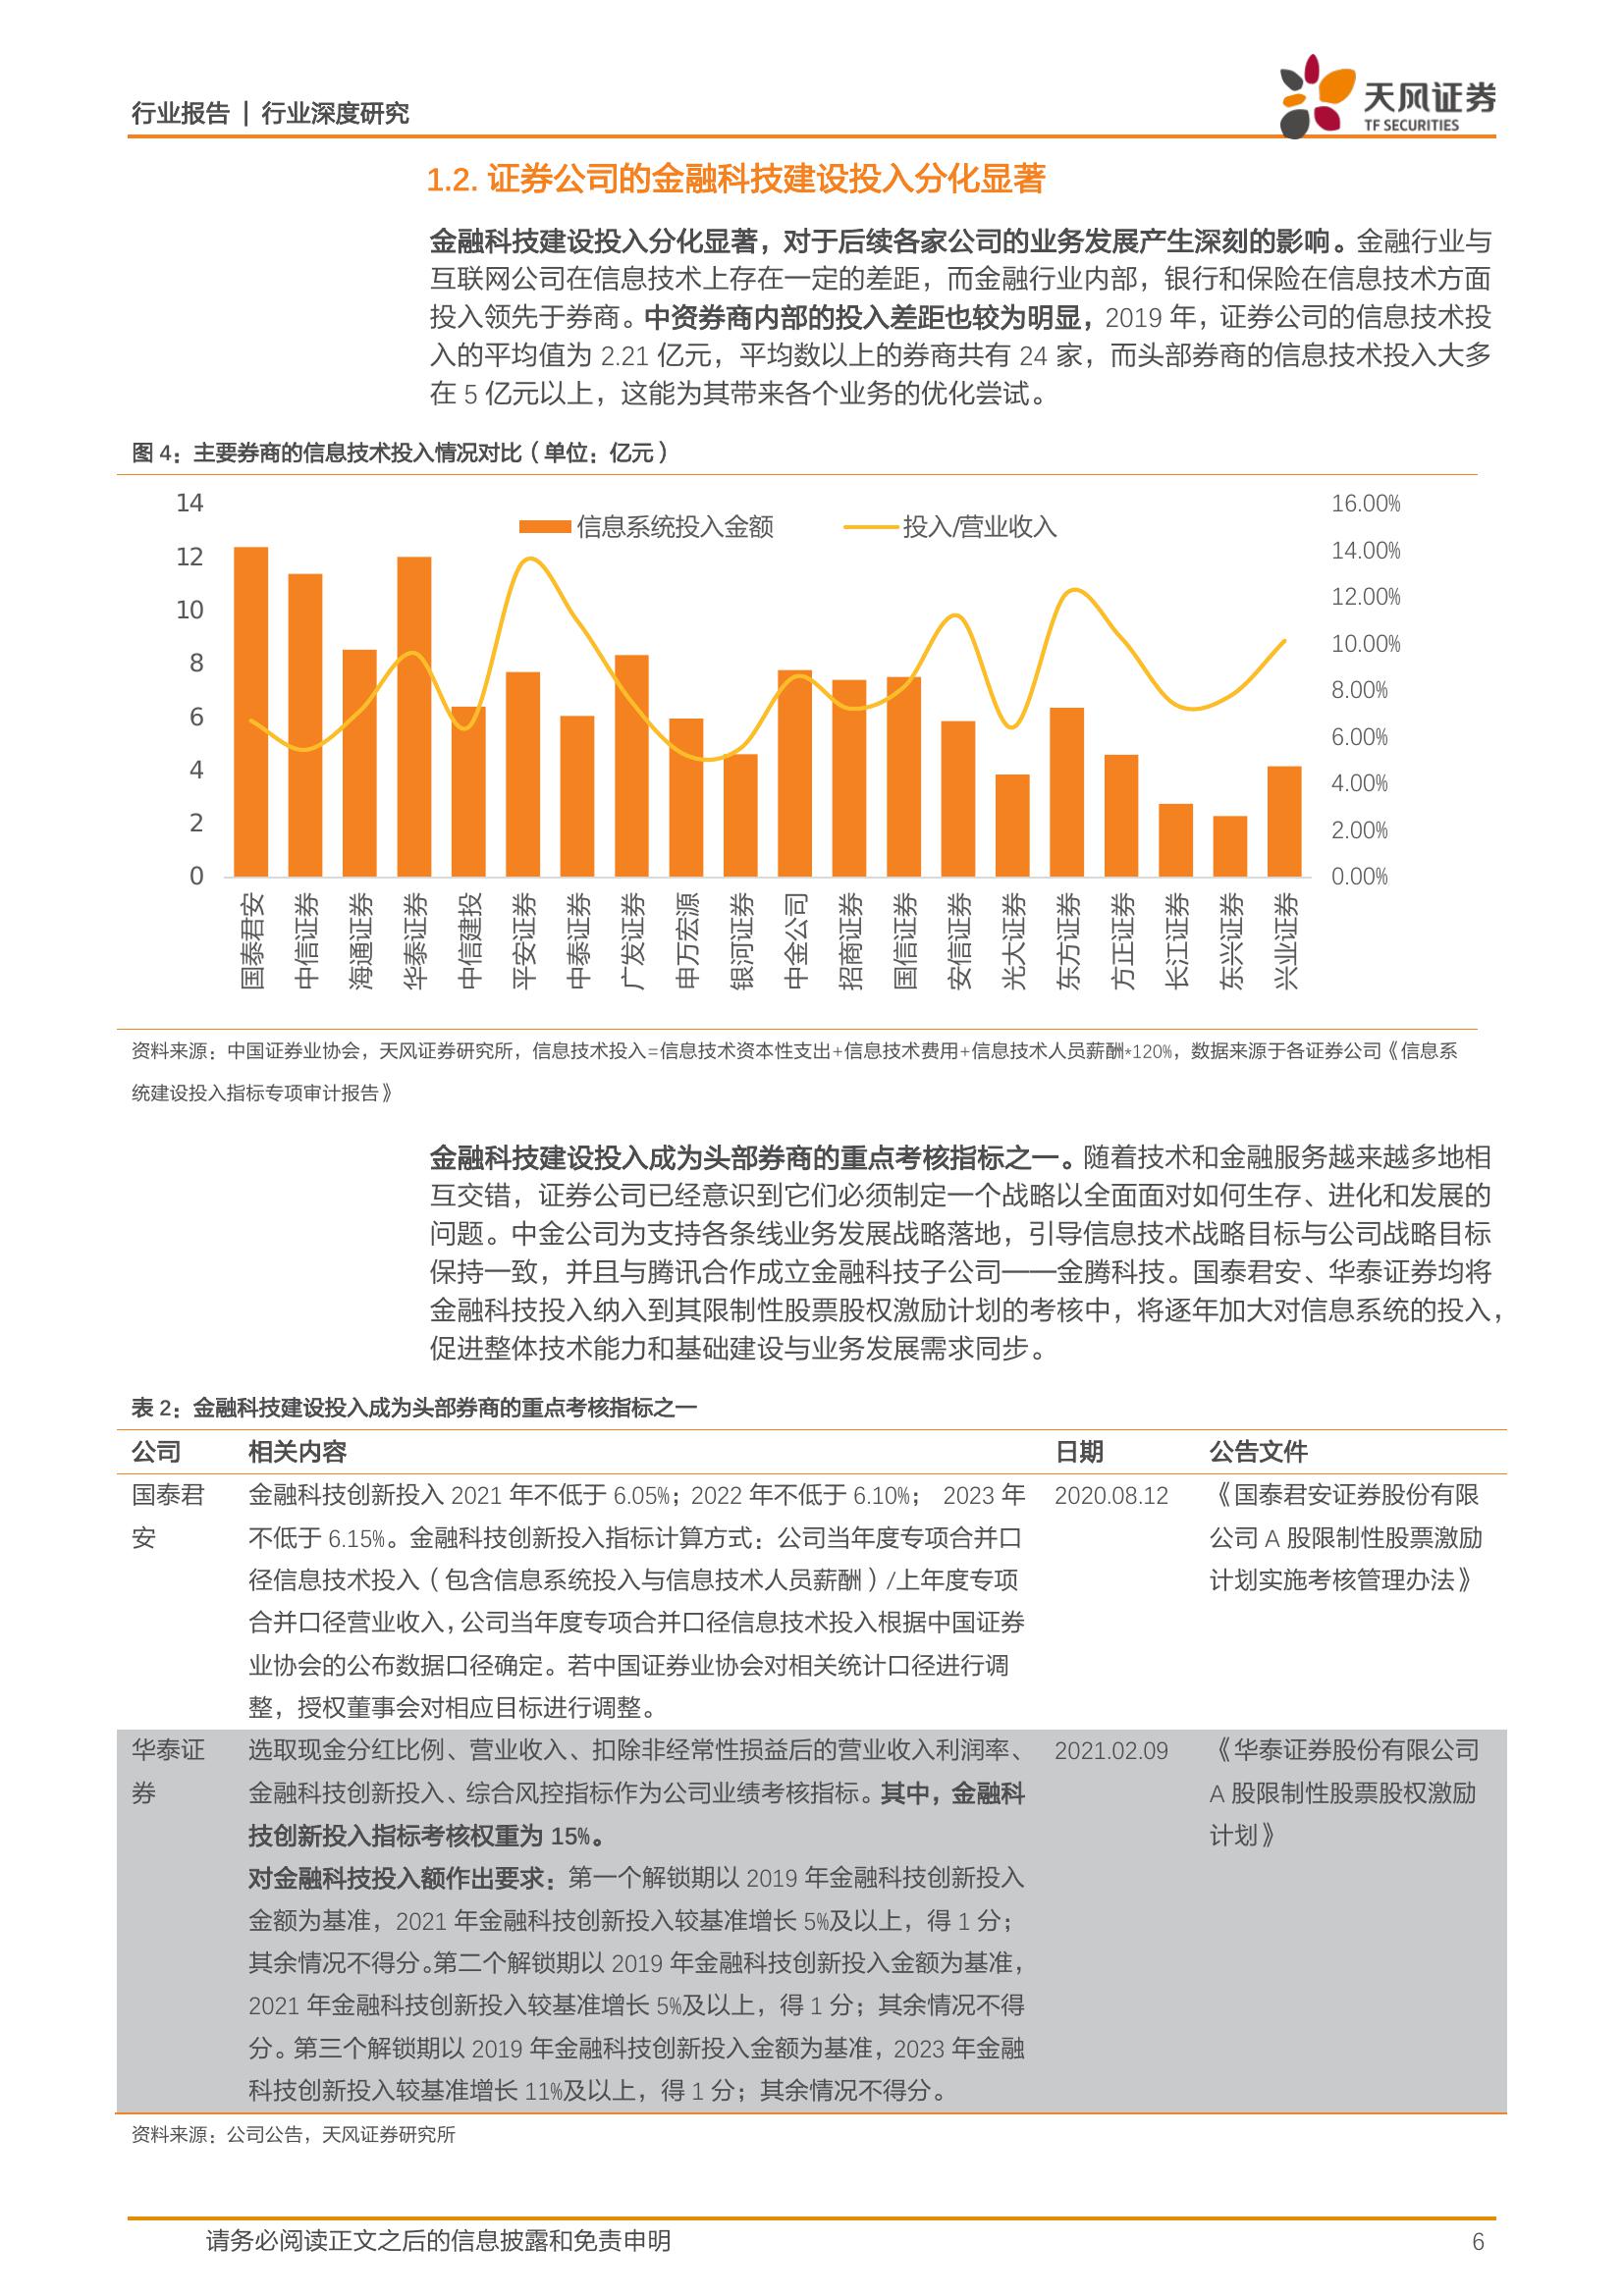 行业报告 | 行业深度研究
天风证券
TF SECURITIES
1.2. 证券公司的金融科技建设投入分化显著
金融科技建设投入分化显著，对于后续各家公司的业务发展产生深刻的影响。金融行业与
互联网公司在信息技术上存在一定的差距，而金融行业内部，银行和保险在信息技术方面
投入领先于券商。中资券商内部的投入差距也较为明显，2019 年，证券公司的信息技术投
入的平均值为 2.21 亿元，平均数以上的券商共有 24 家，而头部券商的信息技术投入大多
在 5 亿元以上，这能为其带来各个业务的优化尝试。
图 4：主要券商的信息技术投入情况对比（单位：亿元）
信息系统投入金额
投入/营业收入
14
12
10
8
6
4
2
0
16.00%
14.00%
12.00%
10.00%
8.00%
6.00%
4.00%
2.00%
0.00%
国泰君安
中信证券
海通证券
华泰证券
中信建投
平安证券
中泰证券
广发证券
申万宏源
银河证券
中金公司
招商证券
国信证券
安信证券
光大证券
东方证券
方正证券
长江证券
东兴证券
兴业证券
资料来源：中国证券业协会，天风证券研究所，信息技术投入=信息技术资本性支出+信息技术费用+信息技术人员薪酬*120%，数据来源于各证券公司《信息系
统建设投入指标专项审计报告》
金融科技建设投入成为头部券商的重点考核指标之一。随着技术和金融服务越来越多地相
互交错，证券公司已经意识到它们必须制定一个战略以全面面对如何生存、进化和发展的
问题。中金公司为支持各条线业务发展战略落地，引导信息技术战略目标与公司战略目标
保持一致，并且与腾讯合作成立金融科技子公司——金腾科技。国泰君安、华泰证券均将
金融科技投入纳入到其限制性股票股权激励计划的考核中，将逐年加大对信息系统的投入，
促进整体技术能力和基础建设与业务发展需求同步。
表 2：金融科技建设投入成为头部券商的重点考核指标之一
公司 相关内容 日期 公告文件
国泰君
安
金融科技创新投入 2021 年不低于 6.05%；2022 年不低于 6.10%； 2023 年
不低于 6.15%。金融科技创新投入指标计算方式：公司当年度专项合并口
径信息技术投入（包含信息系统投入与信息技术人员薪酬）/上年度专项
合并口径营业收入，公司当年度专项合并口径信息技术投入根据中国证券
业协会的公布数据口径确定。若中国证券业协会对相关统计口径进行调
整，授权董事会对相应目标进行调整。
2020.08.12
《国泰君安证券股份有限
公司 A 股限制性股票激励
计划实施考核管理办法》
华泰证
券
选取现金分红比例、营业收入、扣除非经常性损益后的营业收入利润率、
金融科技创新投入、综合风控指标作为公司业绩考核指标。其中，金融科
技创新投入指标考核权重为 15%。
对金融科技投入额作出要求：第一个解锁期以 2019 年金融科技创新投入
金额为基准，2021 年金融科技创新投入较基准增长 5%及以上，得 1 分；
其余情况不得分。第二个解锁期以 2019 年金融科技创新投入金额为基准，
2021 年金融科技创新投入较基准增长 5%及以上，得 1 分；其余情况不得
分。第三个解锁期以 2019 年金融科技创新投入金额为基准，2023 年金融
科技创新投入较基准增长 11%及以上，得 1 分；其余情况不得分。
2021.02.09
《华泰证券股份有限公司
A 股限制性股票股权激励
计划》
资料来源：公司公告，天风证券研究所
请务必阅读正文之后的信息披露和免责申明
6